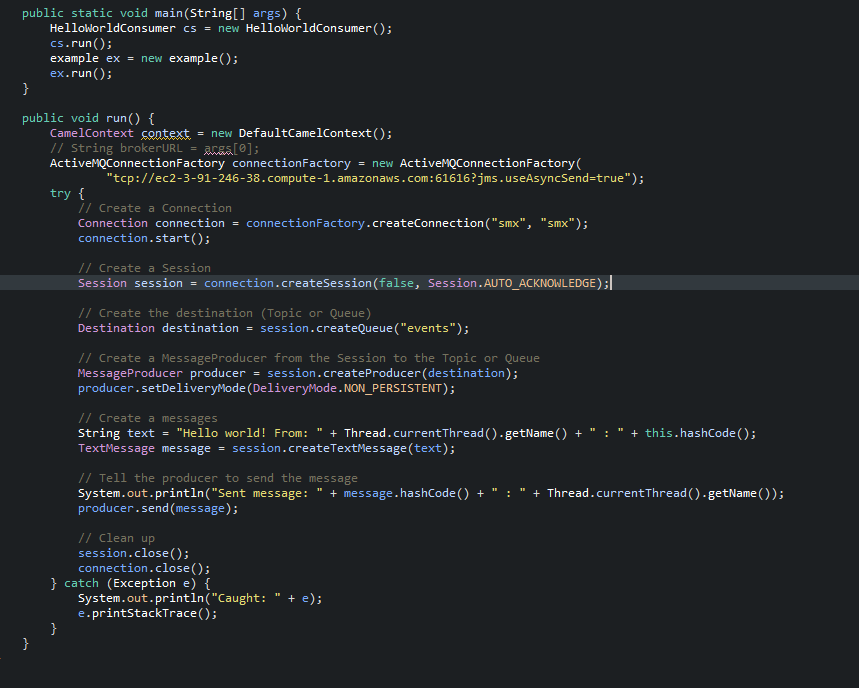 public static void main(String[] args) {
HelloWorldConsumer cs = new HelloWorldConsumer();
cs.run();
example ex = new example();
ex.run();
}
public void run() {
CamelContext context = new DefaultCamelContext();
// String brokerURL = args[0];
ActiveMQConnectionFactory connectionFactory = new ActiveMQConnectionFactory(
"tcp://ec2-3-91-246-38.compute-1.amazonaws.com:61616?jms.useAsyncSend=true");
try {
// Create a Connection
Connection connection = connectionFactory.createConnection("smx", "smx");
connection.start();
// Create a Session
Session session = connection.createSession(false, Session.AUTO_ACKNOWLEDGE);
// Create the destination (Topic or Queue)
Destination destination = session.createQueue("events");
// Create a MessageProducer from the Session to the Topic or Queue
MessageProducer producer = session.createProducer(destination);
producer.setDeliveryMode(DeliveryMode.NON_PERSISTENT);
// Create a messages
String text = "Hello world! From: " + Thread.currentThread().getName() + " : " + this.hashCode();
TextMessage message = session.createTextMessage(text);
// Tell the producer to send the message
System.out.println("Sent message: " + message.hashCode() + " : " + Thread.currentThread().getName());
producer.send(message);
// Clean up
session.close();
connection.close();
} catch (Exception e) {
System.out.println("Caught: " + e);
e.printStackTrace();
}
}